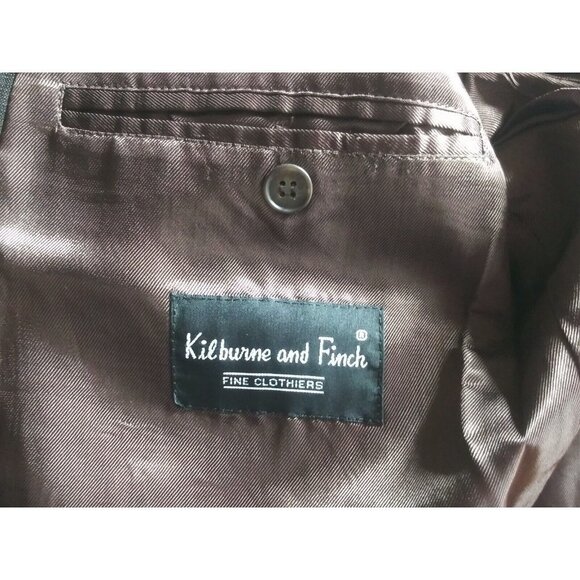 Kilburne and Finch ®
FINE CLOTHIERS